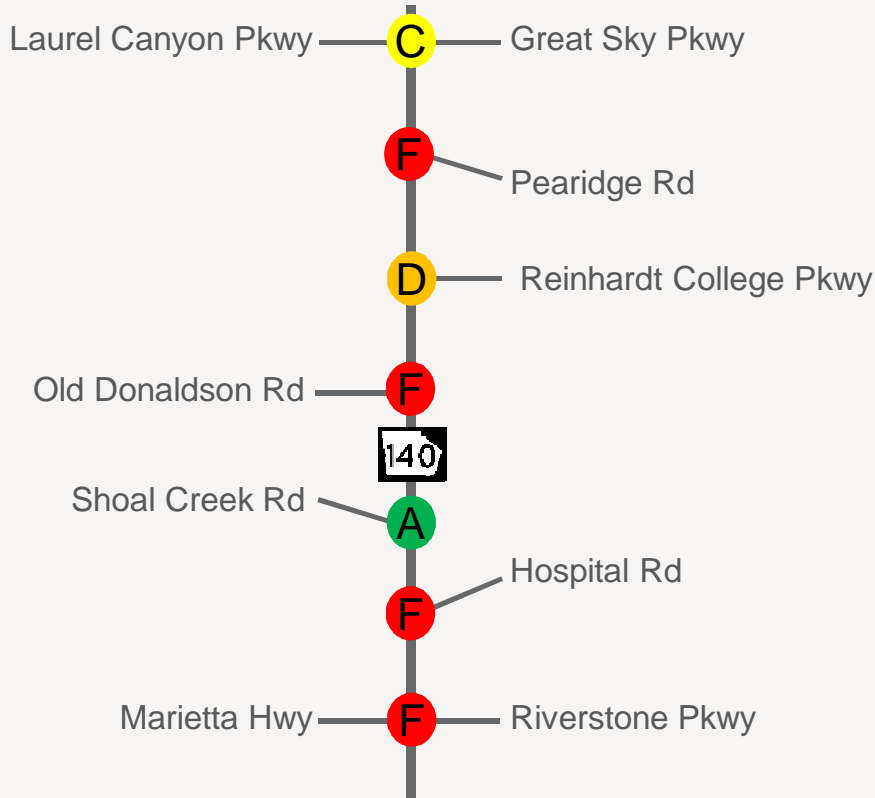 Laurel Canyon Pkwy C Great Sky Pkwy
F
Pearidge Rd
D Reinhardt College Pkwy
Old Donaldson Rd F
140
Shoal Creek Rd A
Hospital Rd
F
Marietta Hwy F Riverstone Pkwy